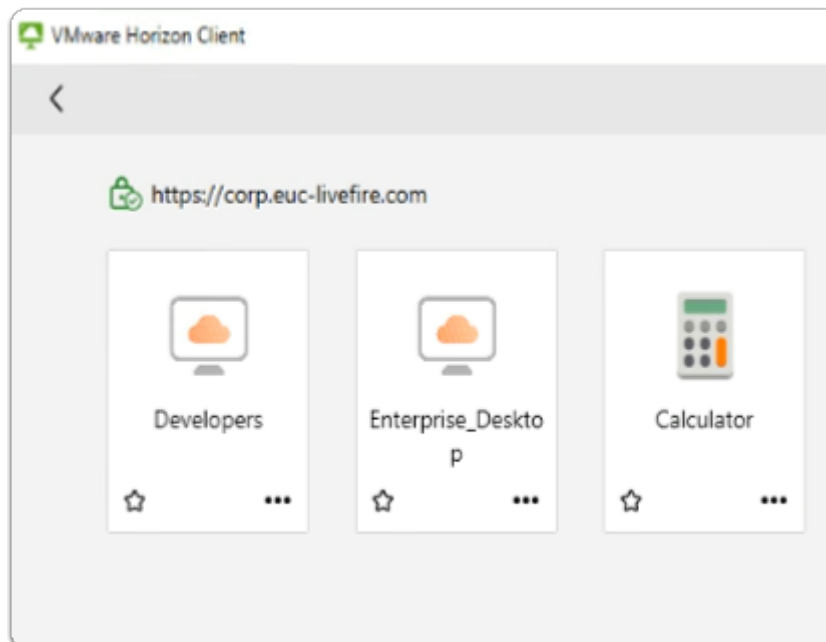 VMware Horizon Client
https://corp.euc-livefire.com
Developers
Enterprise_Deskto
p
Calculator